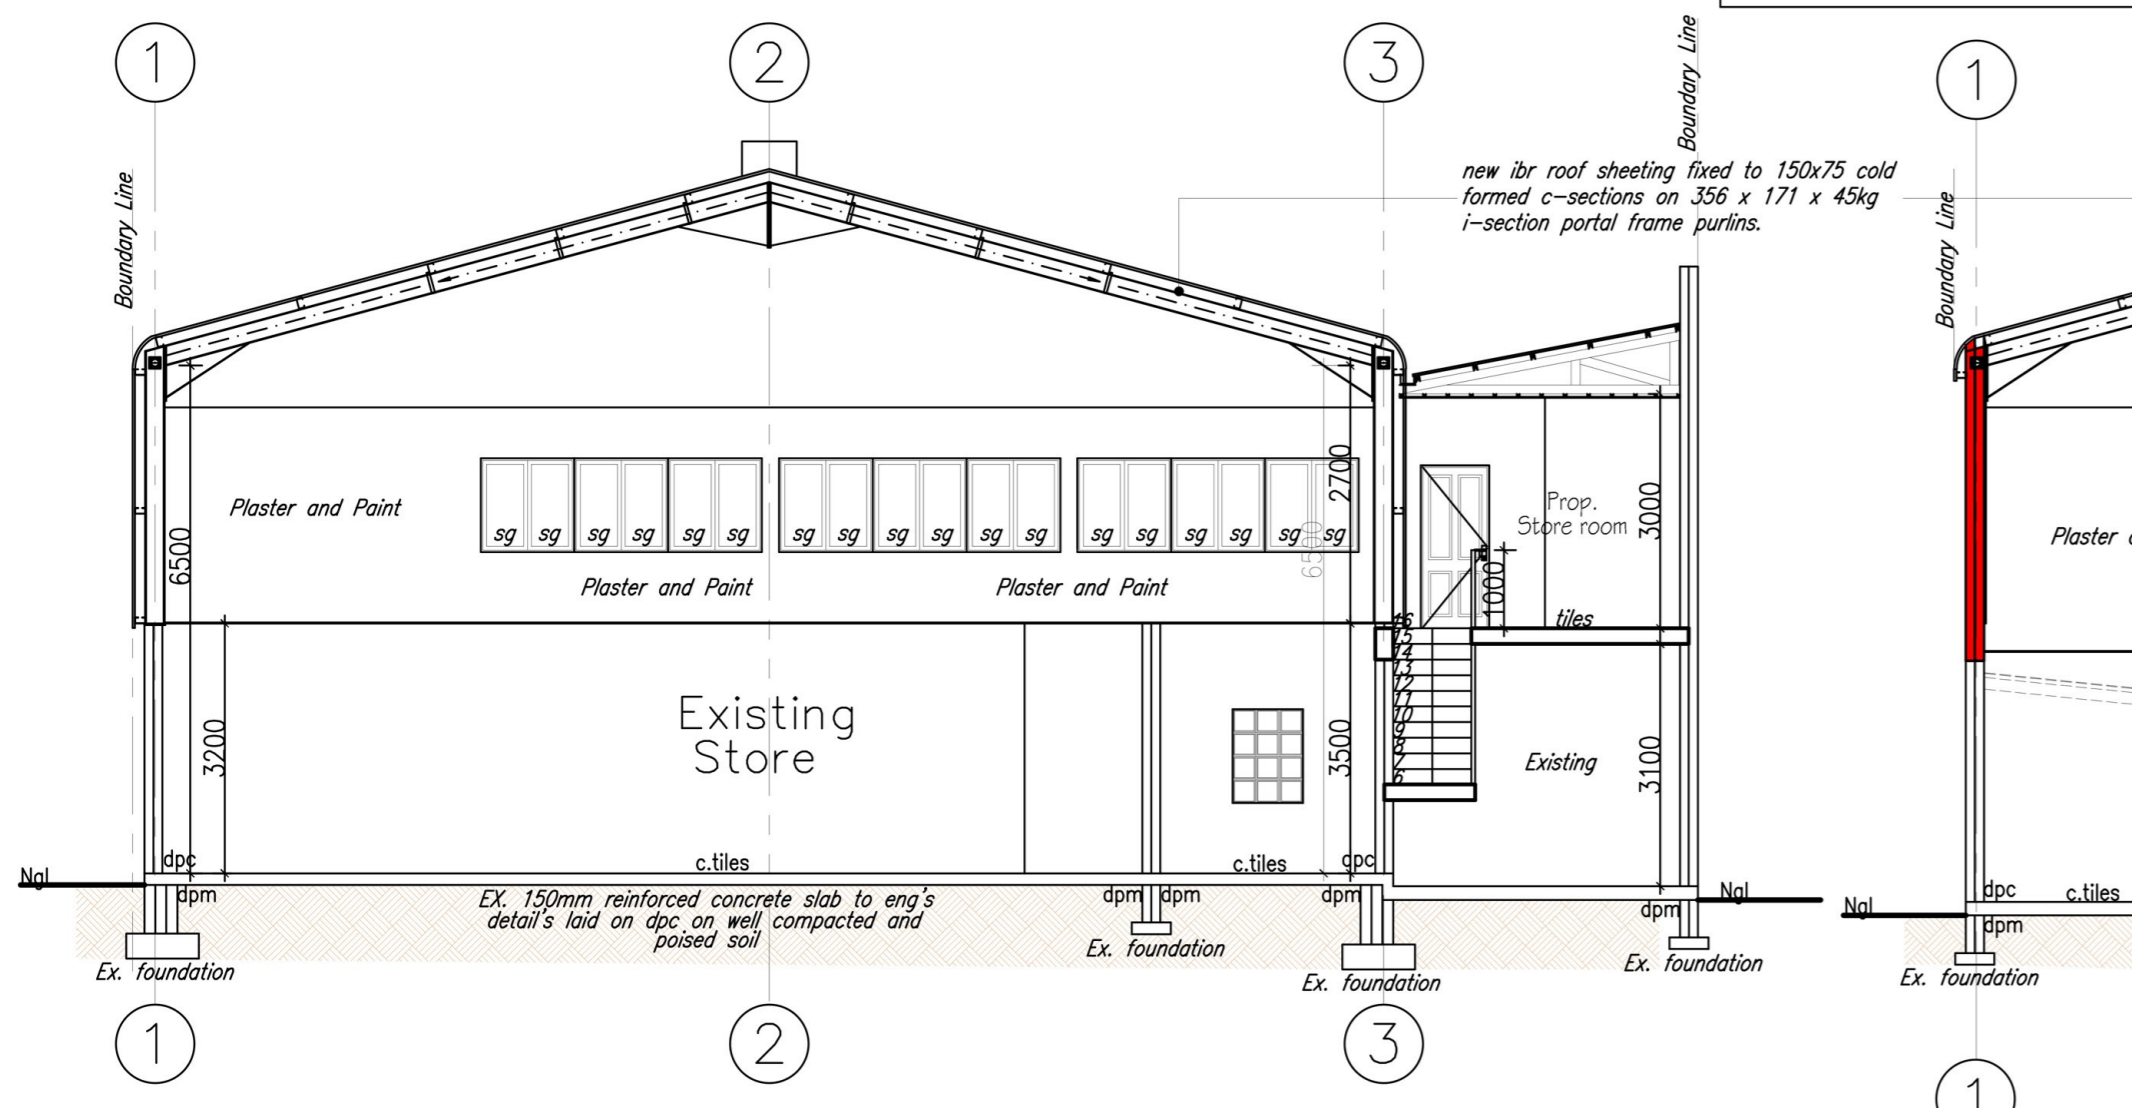 1
2
3
1
Boundary Line
Boundary Line
Boundary Line
new ibr roof sheeting fixed to 150x75 cold
formed c-sections on 356 x 171 x 45kg
i-section portal frame purlins.
Plaster and Paint
sg sg sg sg sg sg
sg sg sg sg sg sg
sg sg sg sg sg sg
Plaster and Paint
Plaster and Paint
6500
2700
6500
Prop.
Store room
3000
1000
tiles
16
15
14
13
12
11
10
9
8
7
6
Existing
Store
3200
3500
Existing
3100
Plaster
Ngl
dpc
dpm
c.tiles
c.tiles
dpc
dpm
dpm
dpm
dpm
Ngl
EX. 150mm reinforced concrete slab to eng's
detail's laid on dpc on well compacted and
poised soil
Ex. foundation
Ex. foundation
Ex. foundation
Ex. foundation
Ngl
dpc
c.tiles
dpm
Ex. foundation
1
2
3
1